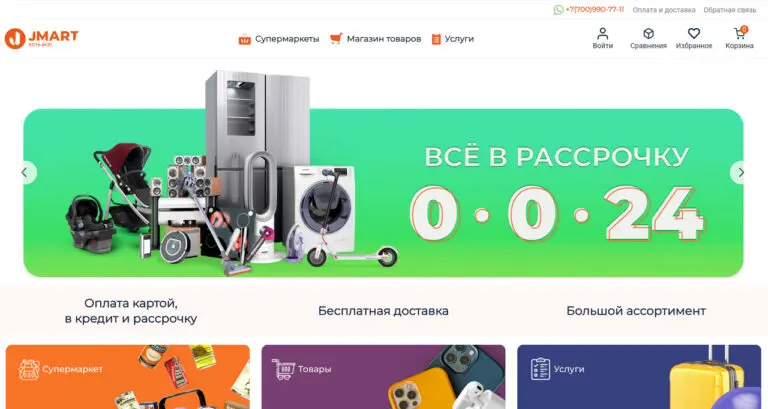 +7(700)990-77-11 Оплата и доставка Обратная связь
JMART
ЕСТЬ ВСЁ!
Супермаркеты Магазин товаров Услуги
Войти Сравнения Избранное Корзина
0
ВСЁ В РАССРОЧКУ
0·0·24
Оплата картой,
в кредит и рассрочку
Бесплатная доставка
Большой ассортимент
Супермаркет
Товары
Услуги